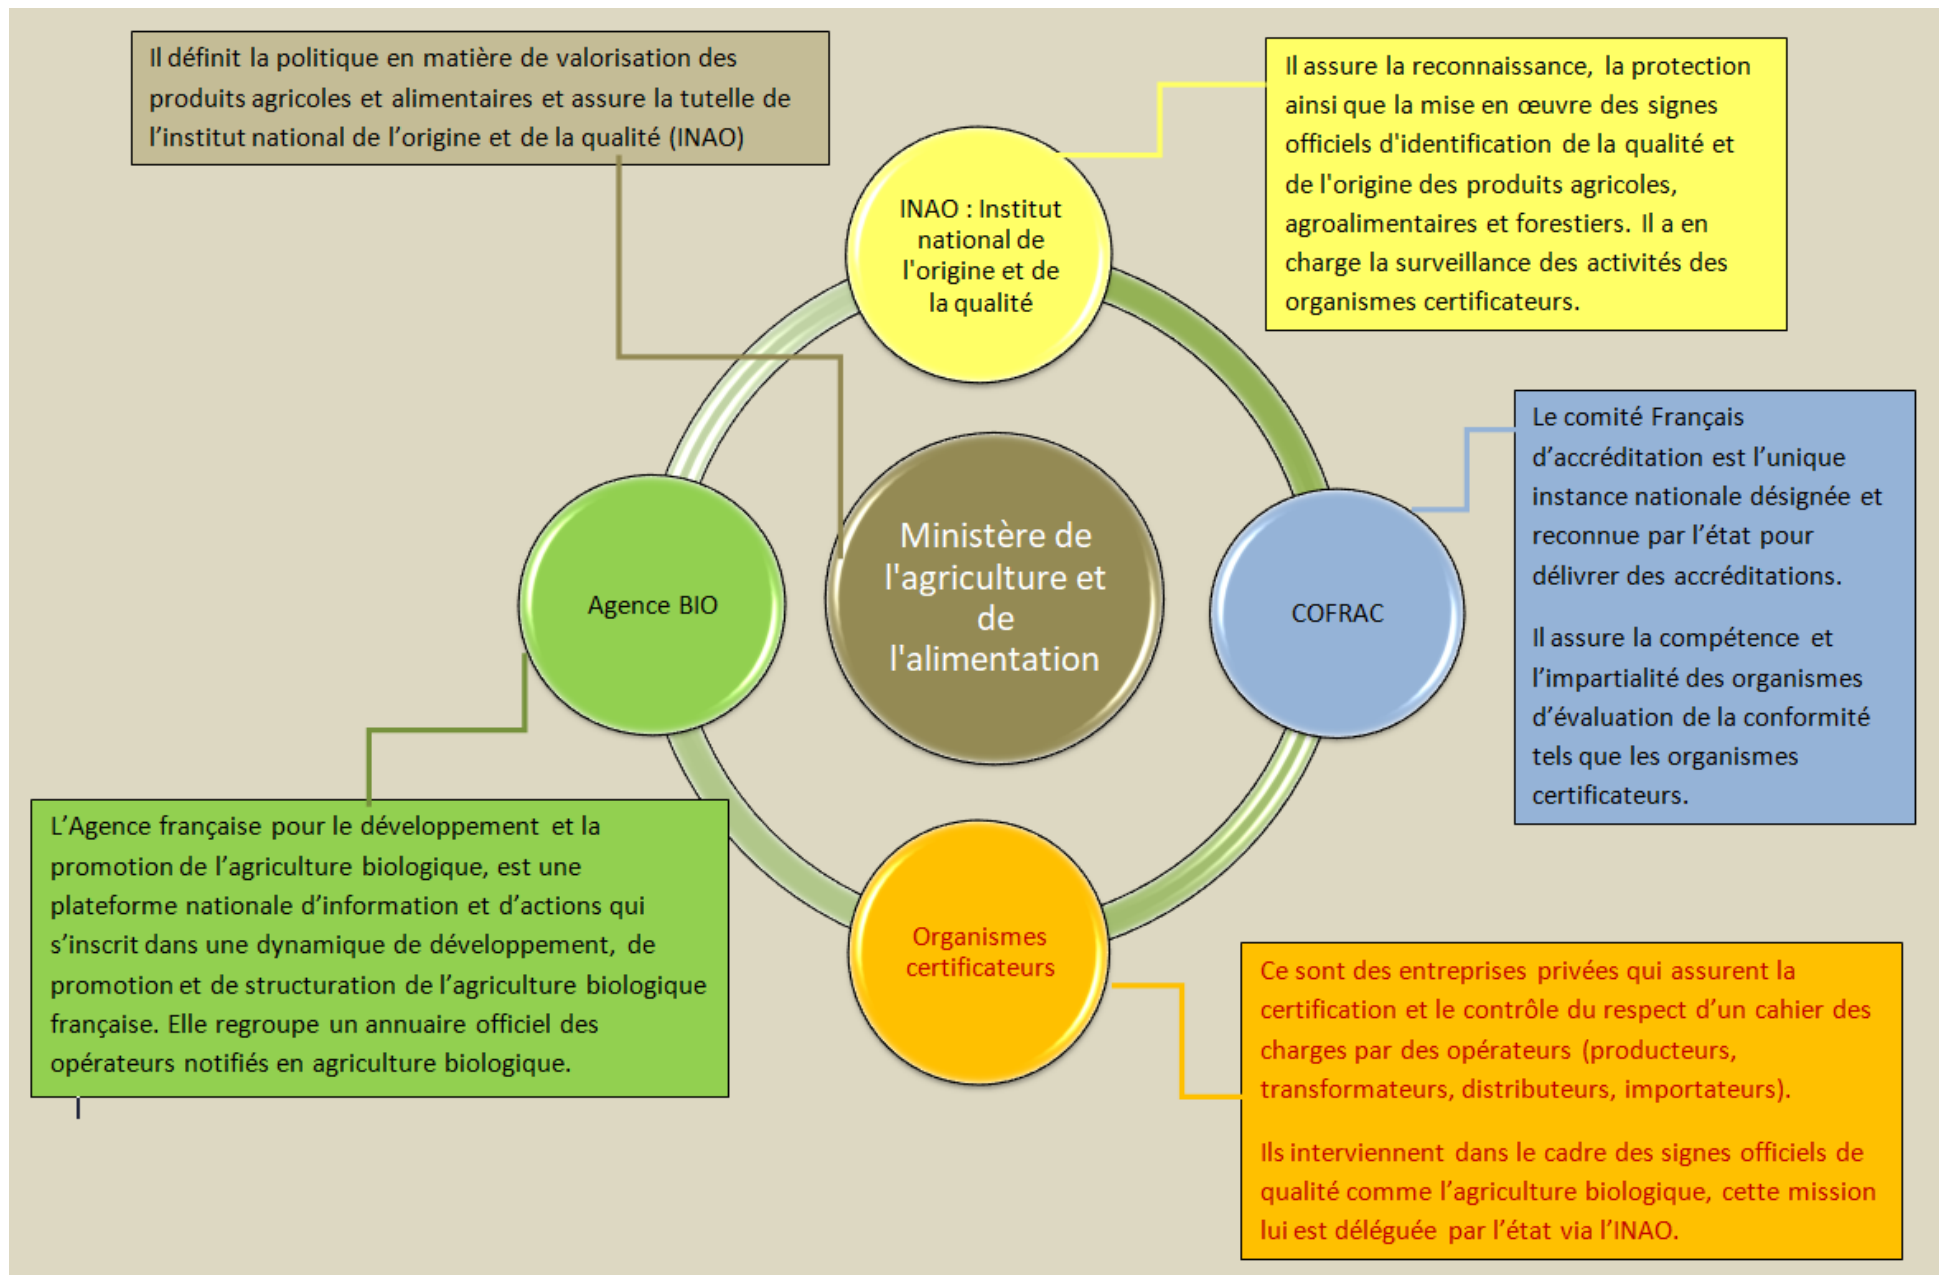 Il définit la politique en matière de valorisation des
produits agricoles et alimentaires et assure la tutelle de
l’institut national de l’origine et de la qualité (INAO)
Il assure la reconnaissance, la protection
ainsi que la mise en œuvre des signes
officiels d'identification de la qualité et
de l'origine des produits agricoles,
agroalimentaires et forestiers. Il a en
charge la surveillance des activités des
organismes certificateurs.
INAO : Institut
national de
l'origine et de
la qualité
Le comité Français
d’accréditation est l’unique
instance nationale désignée et
reconnue par l’état pour
délivrer des accréditations.
Il assure la compétence et
l’impartialité des organismes
d’évaluation de la conformité
tels que les organismes
certificateurs.
Ministère de
l'agriculture et
de
l'alimentation
Agence BIO
COFRAC
L’Agence française pour le développement et la
promotion de l’agriculture biologique, est une
plateforme nationale d’information et d’actions qui
s’inscrit dans une dynamique de développement, de
promotion et de structuration de l’agriculture biologique
française. Elle regroupe un annuaire officiel des
opérateurs notifiés en agriculture biologique.
Organismes
certificateurs
Ce sont des entreprises privées qui assurent la
certification et le contrôle du respect d’un cahier des
charges par des opérateurs (producteurs,
transformateurs, distributeurs, importateurs).
Ils interviennent dans le cadre des signes officiels de
qualité comme l’agriculture biologique, cette mission
lui est déléguée par l’état via l’INAO.